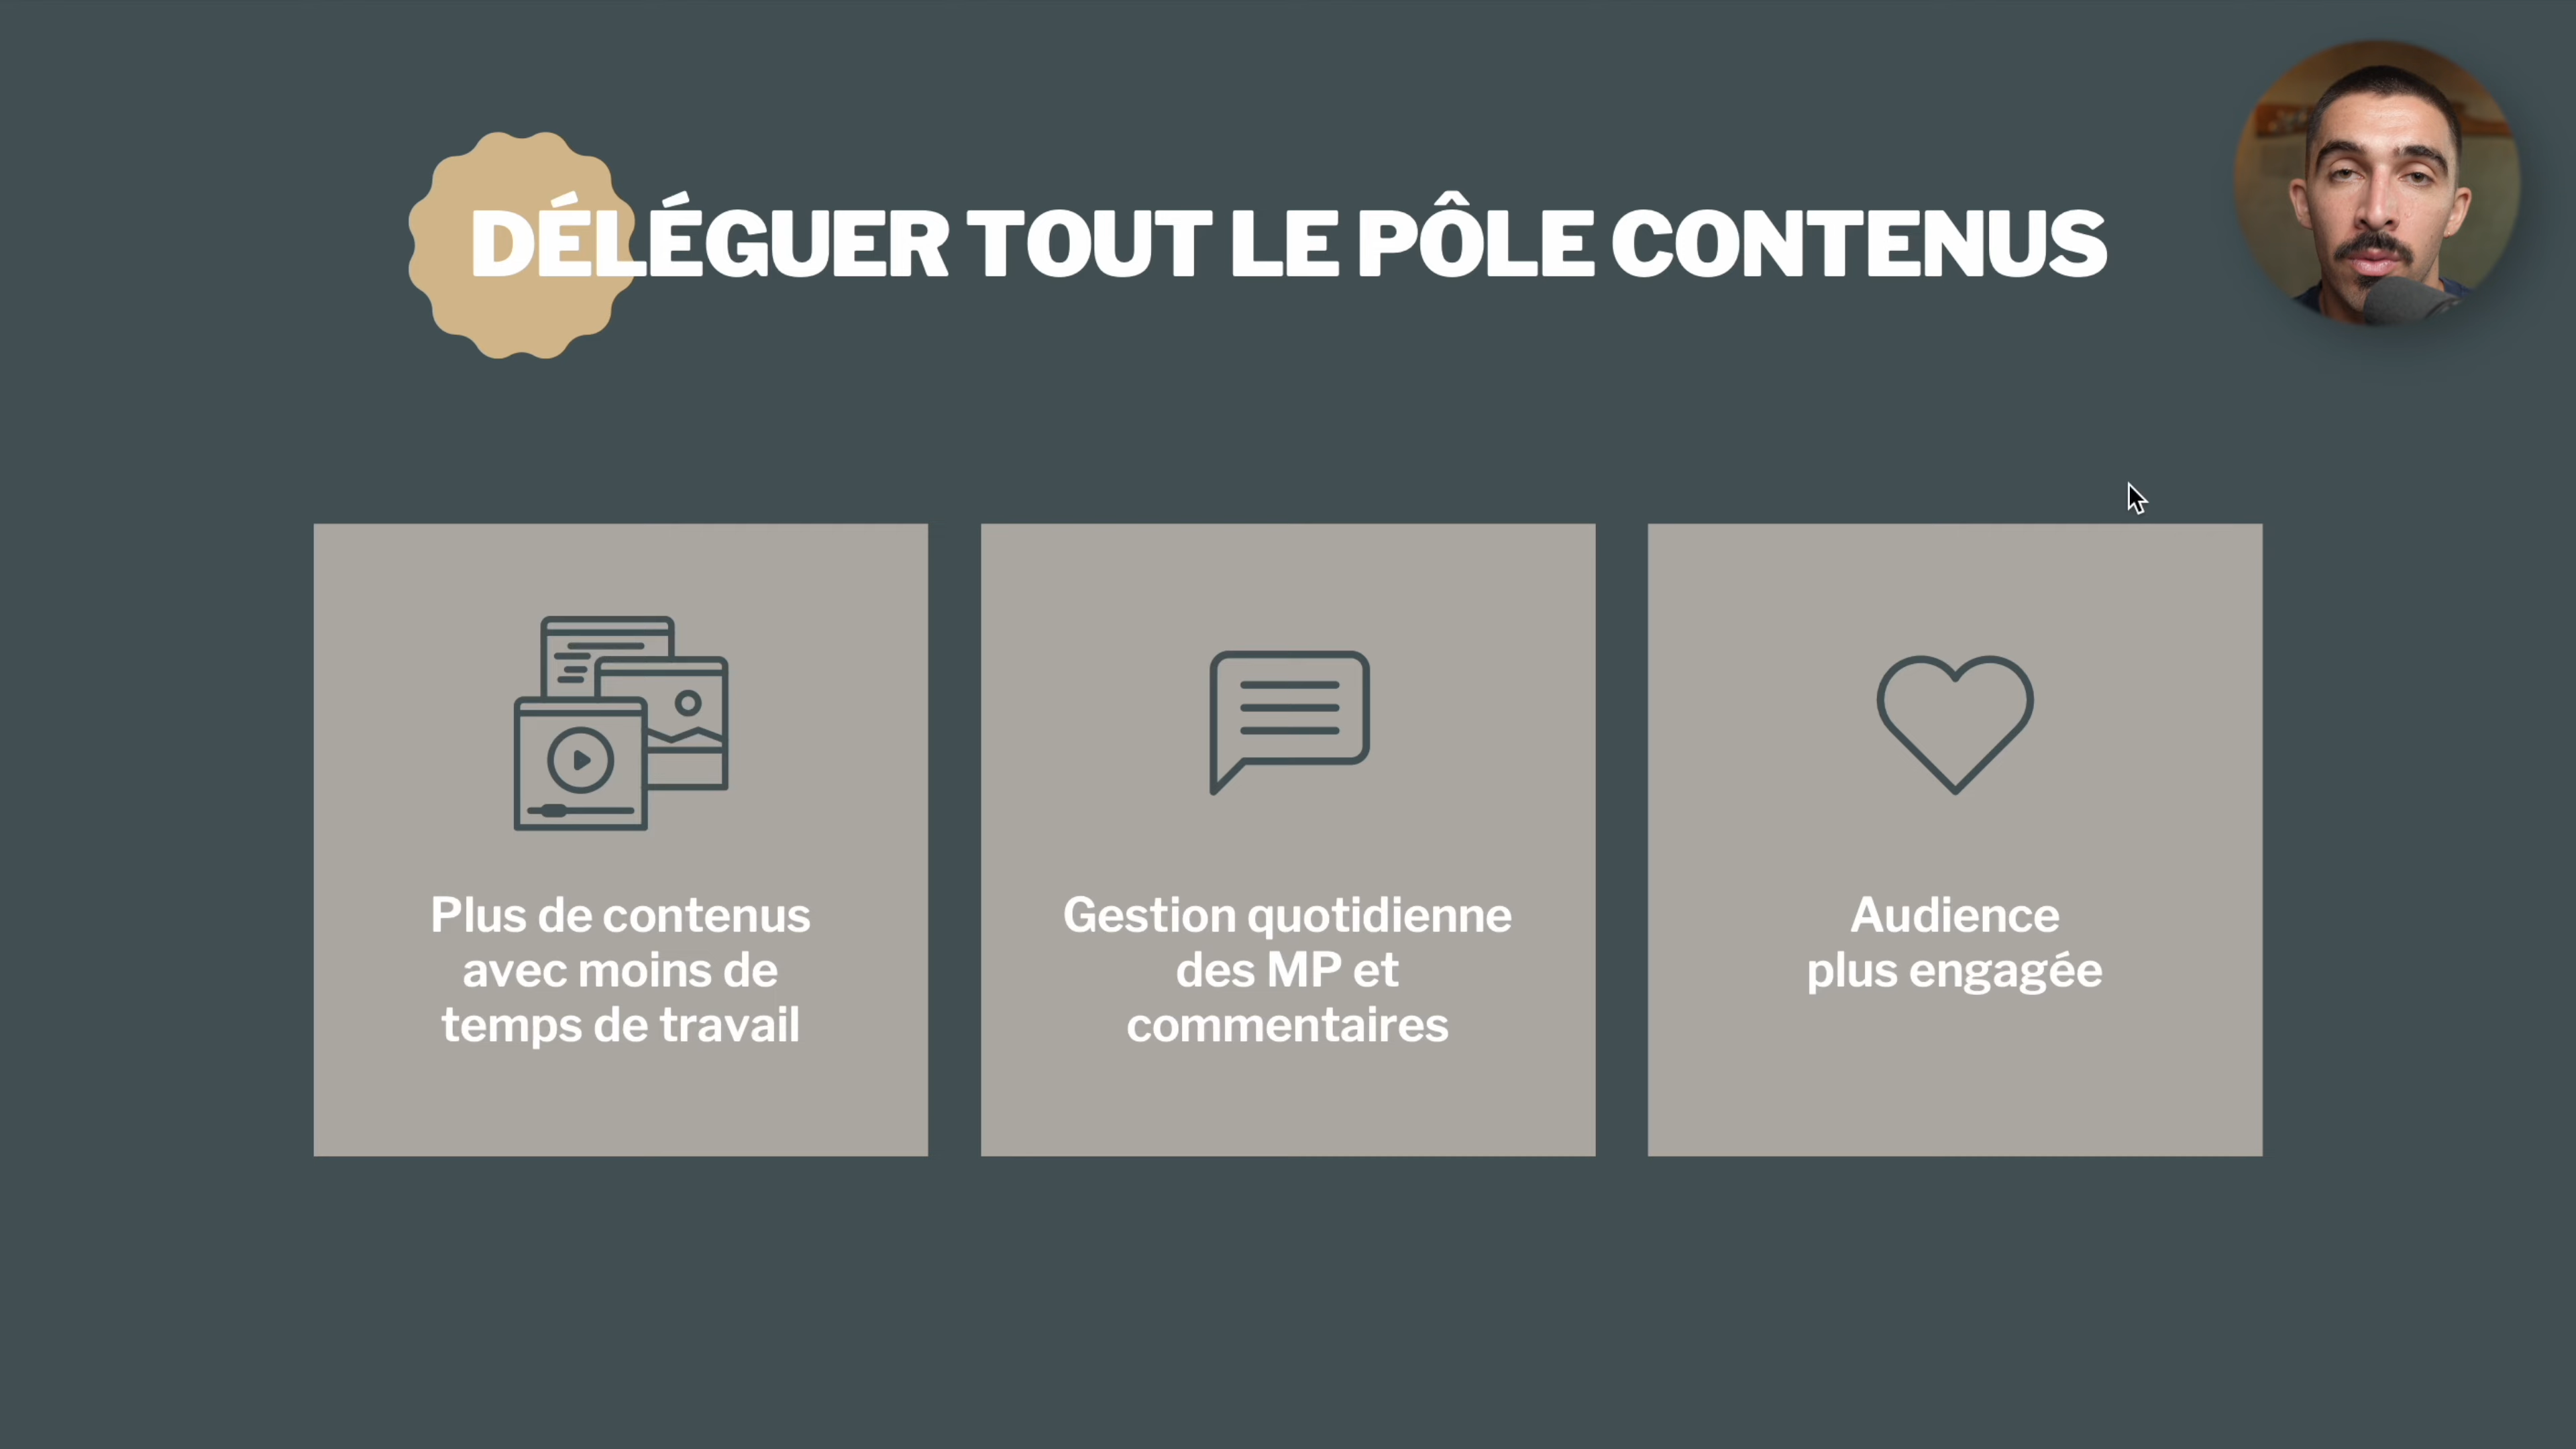 DÉLÉGUER TOUT LE PÔLE CONTENUS
Plus de contenus
avec moins de
temps de travail
Gestion quotidienne
des MP et
commentaires
Audience
plus engagée